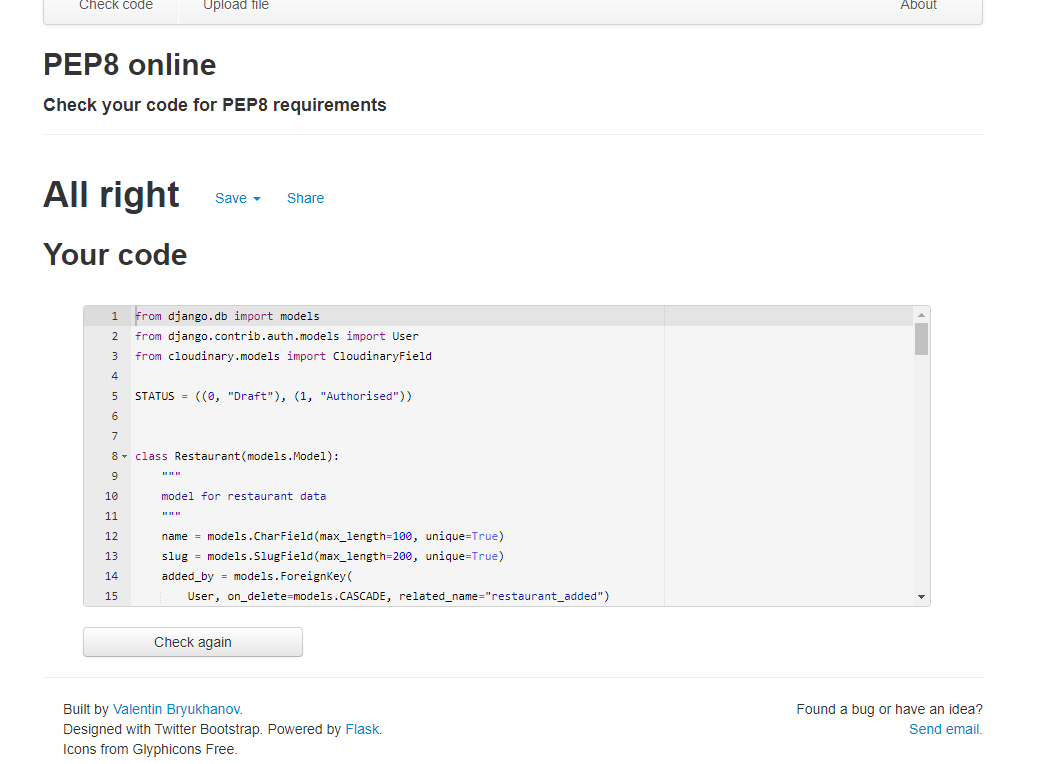 Check code Upload file About
PEP8 online
Check your code for PEP8 requirements
All right Save Share
Your code
1 from django.db import models
2 from django.contrib.auth.models import User
3 from cloudinary.models import CloudinaryField
4
5 STATUS = ((0, "Draft"), (1, "Authorised"))
6
7
8 class Restaurant(models.Model):
9 """
10 model for restaurant data
11 """
12 name = models.CharField(max_length=100, unique=True)
13 slug = models.SlugField(max_length=200, unique=True)
14 added_by = models.ForeignKey(
15 User, on_delete=models.CASCADE, related_name="restaurant_added")
Check again
Built by Valentin Bryukhanov. Found a bug or have an idea?
Designed with Twitter Bootstrap. Powered by Flask. Send email.
Icons from Glyphicons Free.